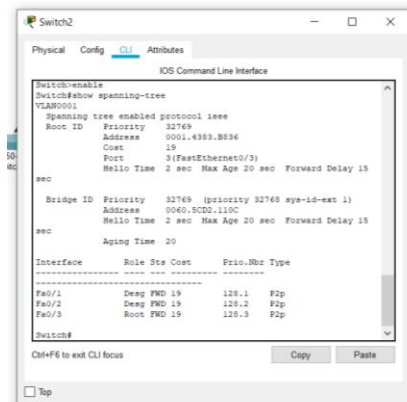 Switch2
Physical Config CLI Attributes
IOS Command Line Interface
Switch>enable
Switch#show spanning-tree
VLAN0001
Spanning tree enabled protocol ieee
Root ID Priority 32769
Address 0001.4383.B836
Cost 19
Port 3(FastEthernet0/3)
Hello Time 2 sec Max Age 20 sec Forward Delay 15
sec
Bridge ID Priority 32769 (priority 32768 sys-id-ext 1)
Address 0060.5CD2.110C
Hello Time 2 sec Max Age 20 sec Forward Delay 15
sec
Aging Time 20
Interface Role Sts Cost Prio.Nbr Type
---------------- ---- --- --------- --------
--------------------------------
Fa0/1 Desg FWD 19 128.1 P2p
Fa0/2 Desg FWD 19 128.2 P2p
Fa0/3 Root FWD 19 128.3 P2p
Switch#
Ctrl+F6 to exit CLI focus
Copy Paste
Top